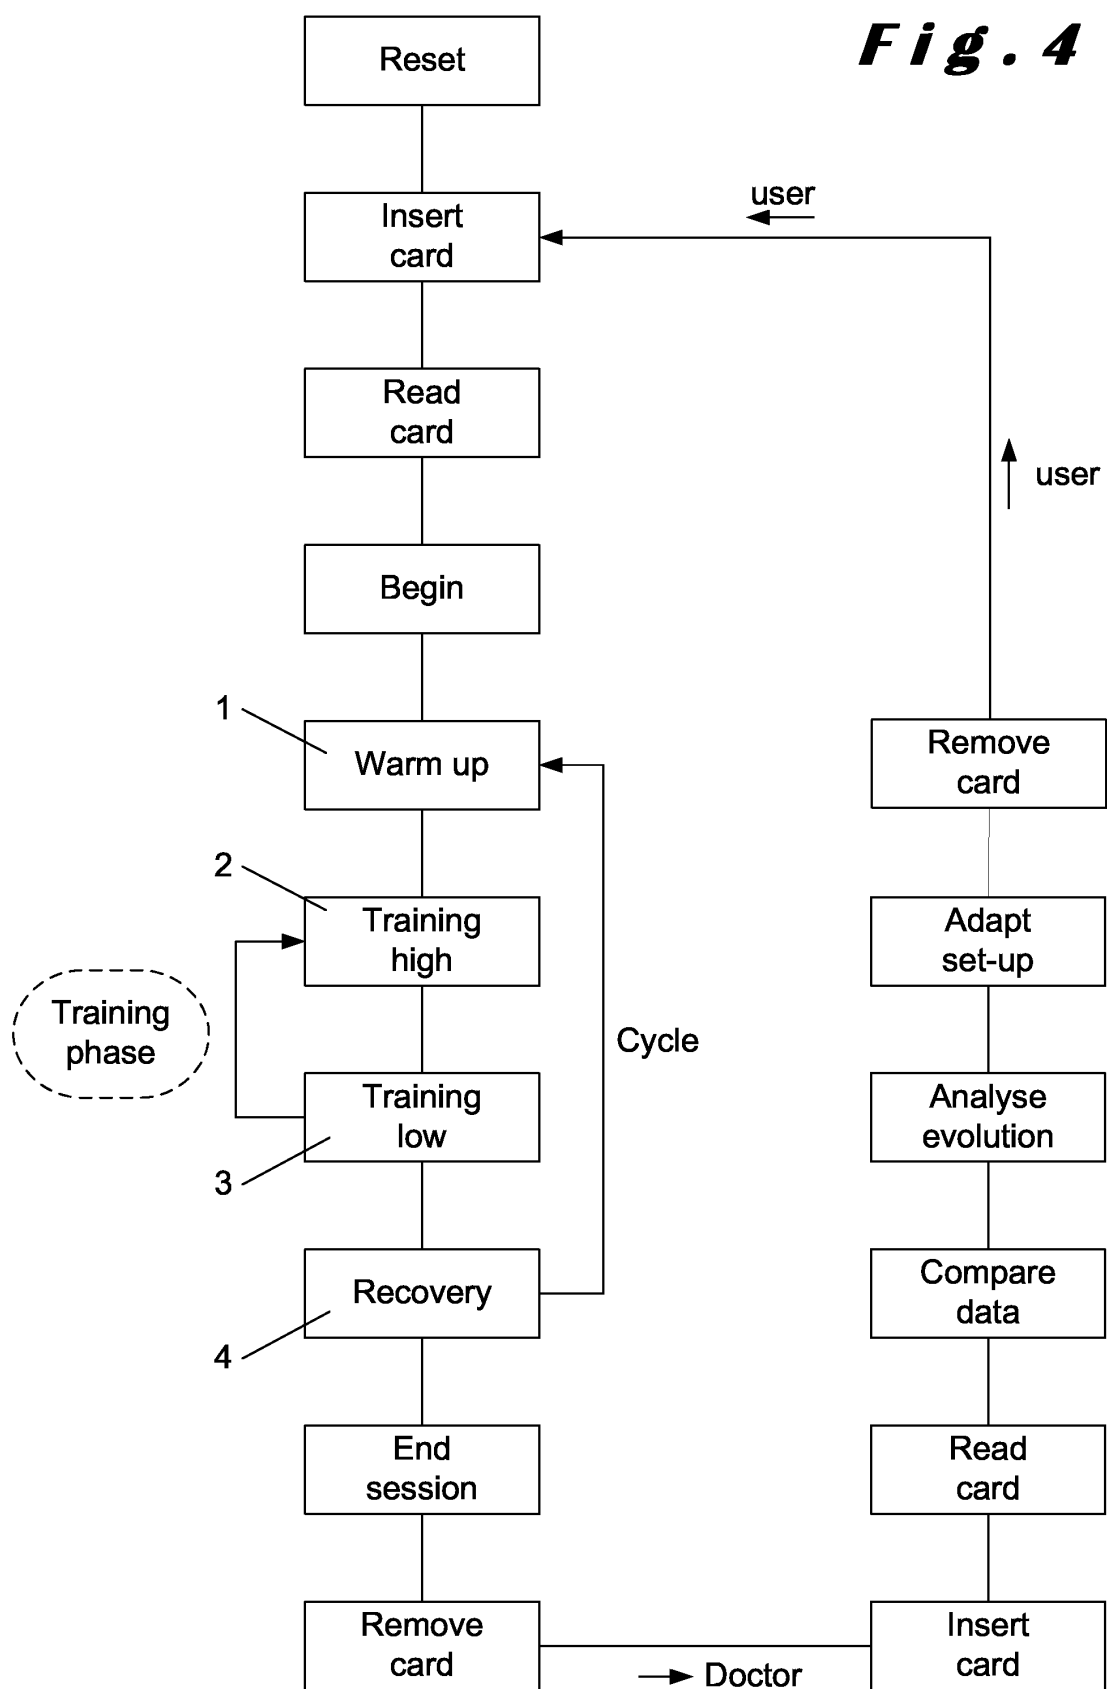 Fig. 4
Reset
user
Insert
card
Read
card
user
Begin
1
Warm up
Remove
card
2
Training
high
Adapt
set-up
Training
phase
Cycle
Training
low
3
Analyse
evolution
Recovery
4
Compare
data
End
session
Read
card
Remove
card
Doctor
Insert
card